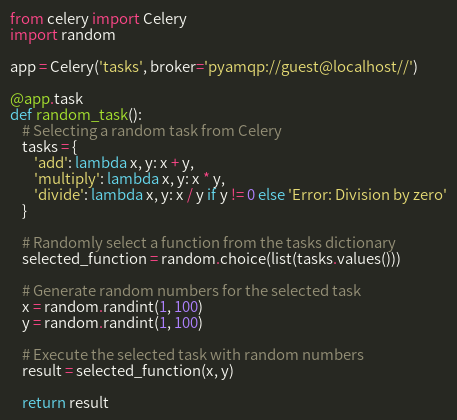 from celery import Celery
import random

app = Celery('tasks', broker='pyamqp://guest@localhost//')

@app.task
def random_task():
    # Selecting a random task from Celery
    tasks = {
        'add': lambda x, y: x + y,
        'multiply': lambda x, y: x * y,
        'divide': lambda x, y: x / y if y != 0 else 'Error: Division by zero'
    }

    # Randomly select a function from the tasks dictionary
    selected_function = random.choice(list(tasks.values()))

    # Generate random numbers for the selected task
    x = random.randint(1, 100)
    y = random.randint(1, 100)

    # Execute the selected task with random numbers
    result = selected_function(x, y)

    return result